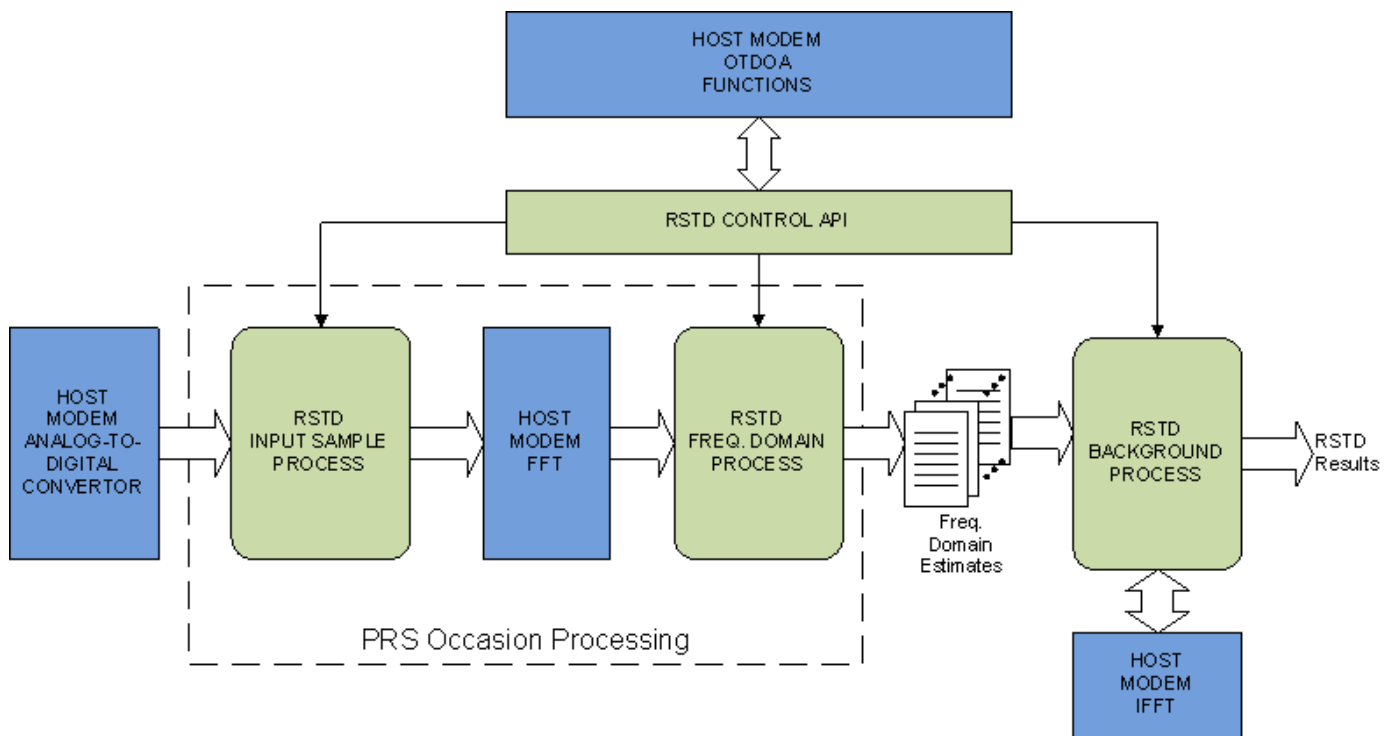 HOST MODEM
OTDOA
FUNCTIONS
RSTD CONTROL API
HOST
MODEM
ANALOG-TO-
DIGITAL
CONVERTOR
RSTD
INPUT SAMPLE
PROCESS
HOST
MODEM
FFT
RSTD
FREQ. DOMAIN
PROCESS
Freq.
Domain
Estimates
RSTD
BACKGROUND
PROCESS
RSTD
Results
PRS Occasion Processing
HOST
MODEM
IFFT